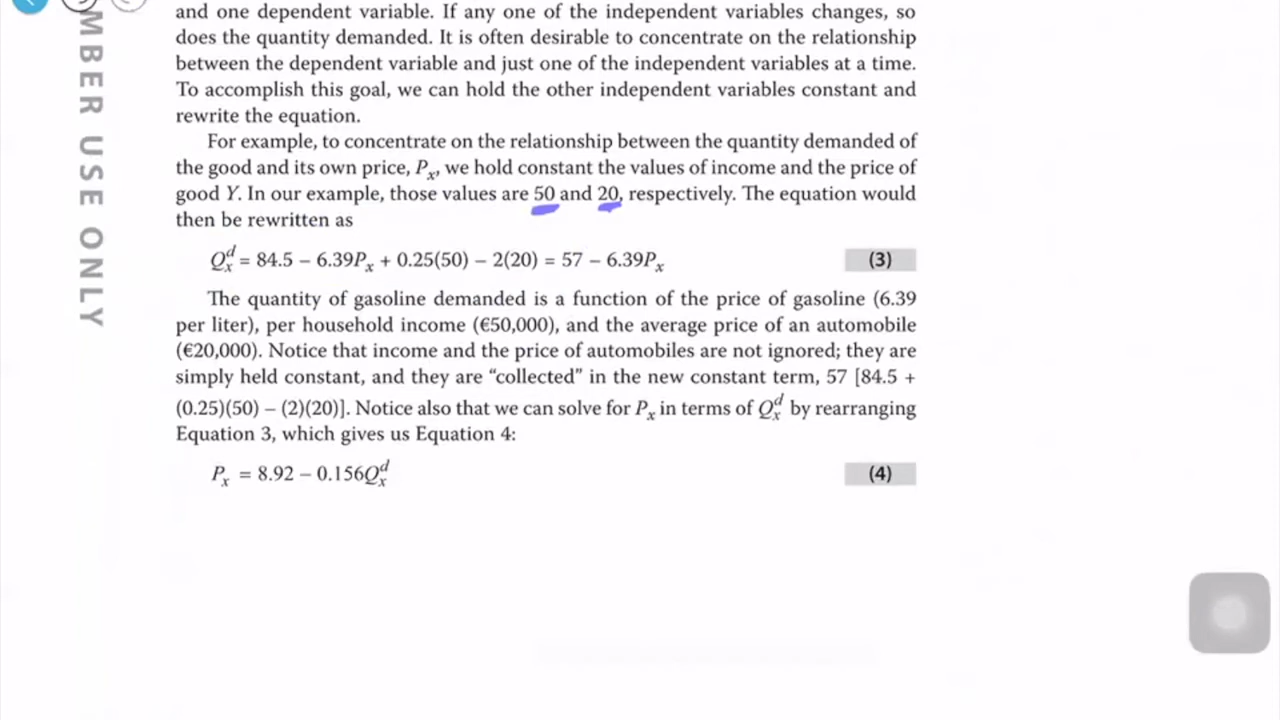 MBER USE ONLY
and one dependent variable. If any one of the independent variables changes, so
does the quantity demanded. It is often desirable to concentrate on the relationship
between the dependent variable and just one of the independent variables at a time.
To accomplish this goal, we can hold the other independent variables constant and
rewrite the equation.
For example, to concentrate on the relationship between the quantity demanded of
the good and its own price, Pₓ, we hold constant the values of income and the price of
good Y. In our example, those values are 50 and 20, respectively. The equation would
then be rewritten as
Qₓᵈ = 84.5 – 6.39Pₓ + 0.25(50) – 2(20) = 57 – 6.39Pₓ (3)
The quantity of gasoline demanded is a function of the price of gasoline (6.39
per liter), per household income (€50,000), and the average price of an automobile
(€20,000). Notice that income and the price of automobiles are not ignored; they are
simply held constant, and they are “collected” in the new constant term, 57 [84.5 +
(0.25)(50) – (2)(20)]. Notice also that we can solve for Pₓ in terms of Qₓᵈ by rearranging
Equation 3, which gives us Equation 4:
Pₓ = 8.92 – 0.156Qₓᵈ (4)